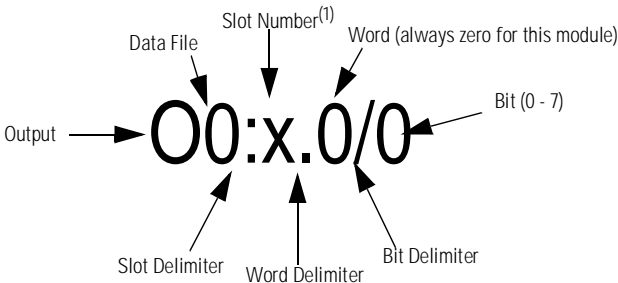 Slot Number(1)
Data File
Word (always zero for this module)
Bit (0 - 7)
Output
O0:x.0/0
Slot Delimiter
Word Delimiter
Bit Delimiter